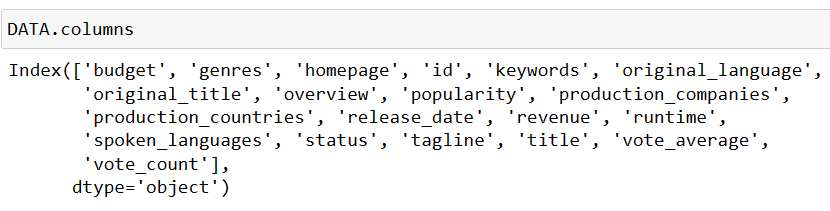 DATA.columns
Index(['budget', 'genres', 'homepage', 'id', 'keywords', 'original_language',
'original_title', 'overview', 'popularity', 'production_companies',
'production_countries', 'release_date', 'revenue', 'runtime',
'spoken_languages', 'status', 'tagline', 'title', 'vote_average',
'vote_count'],
dtype='object')